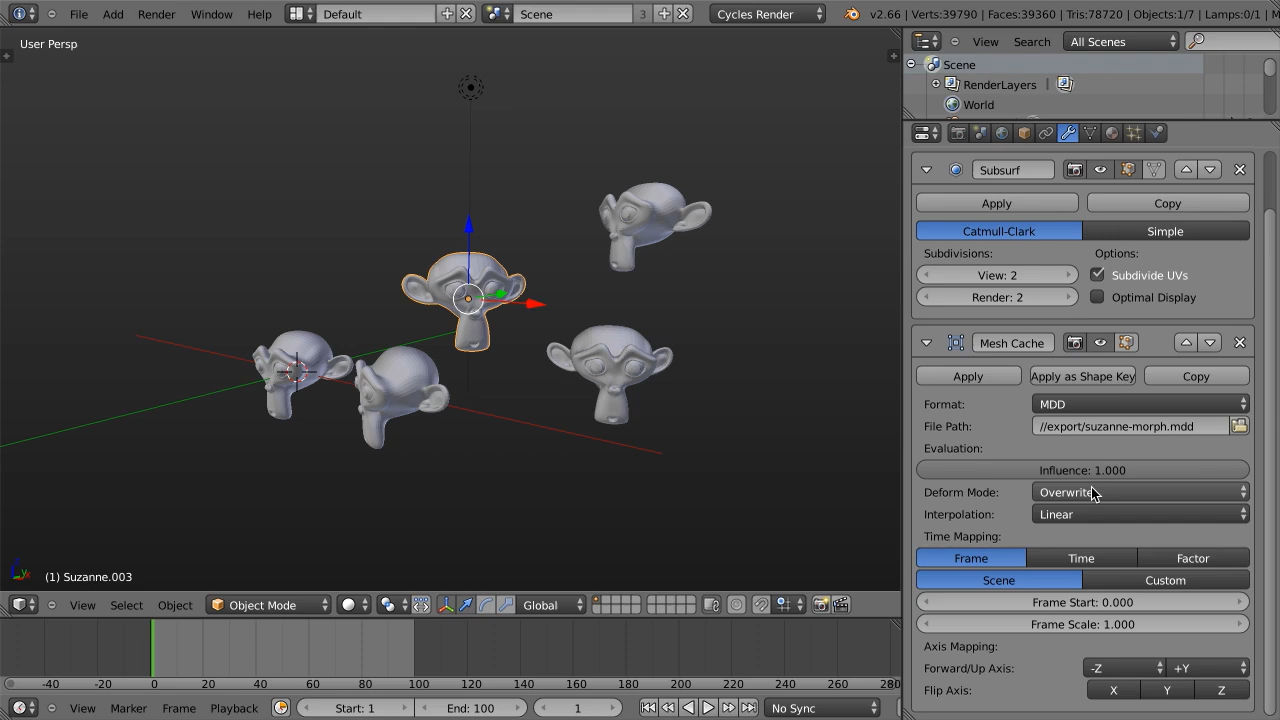 File Add Render Window Help Default Scene 3 Cycles Render v2.66 | Verts:39790 | Faces:39360 | Tris:78720 | Objects:1/7 | Lamps:0/1 |
User Persp
View Search All Scenes
Scene
RenderLayers |
World
Subsurf
Apply Copy
Catmull-Clark Simple
Subdivisions: Options:
View: 2 Subdivide UVs
Render: 2 Optimal Display
Mesh Cache
Apply Apply as Shape Key Copy
Format: MDD
File Path: //export/suzanne-morph.mdd
Evaluation:
Influence: 1.000
Deform Mode: Overwrite
Interpolation: Linear
Time Mapping:
Frame Time Factor
Scene Custom
Frame Start: 0.000
Frame Scale: 1.000
Axis Mapping:
Forward/Up Axis: -Z +Y
Flip Axis: X Y Z
(1) Suzanne.003
View Select Object Object Mode Global
-40 -20 0 20 40 60 80 100 120 140 160 180 200 220 240 260 280
View Marker Frame Playback Start: 1 End: 100 1 No Sync